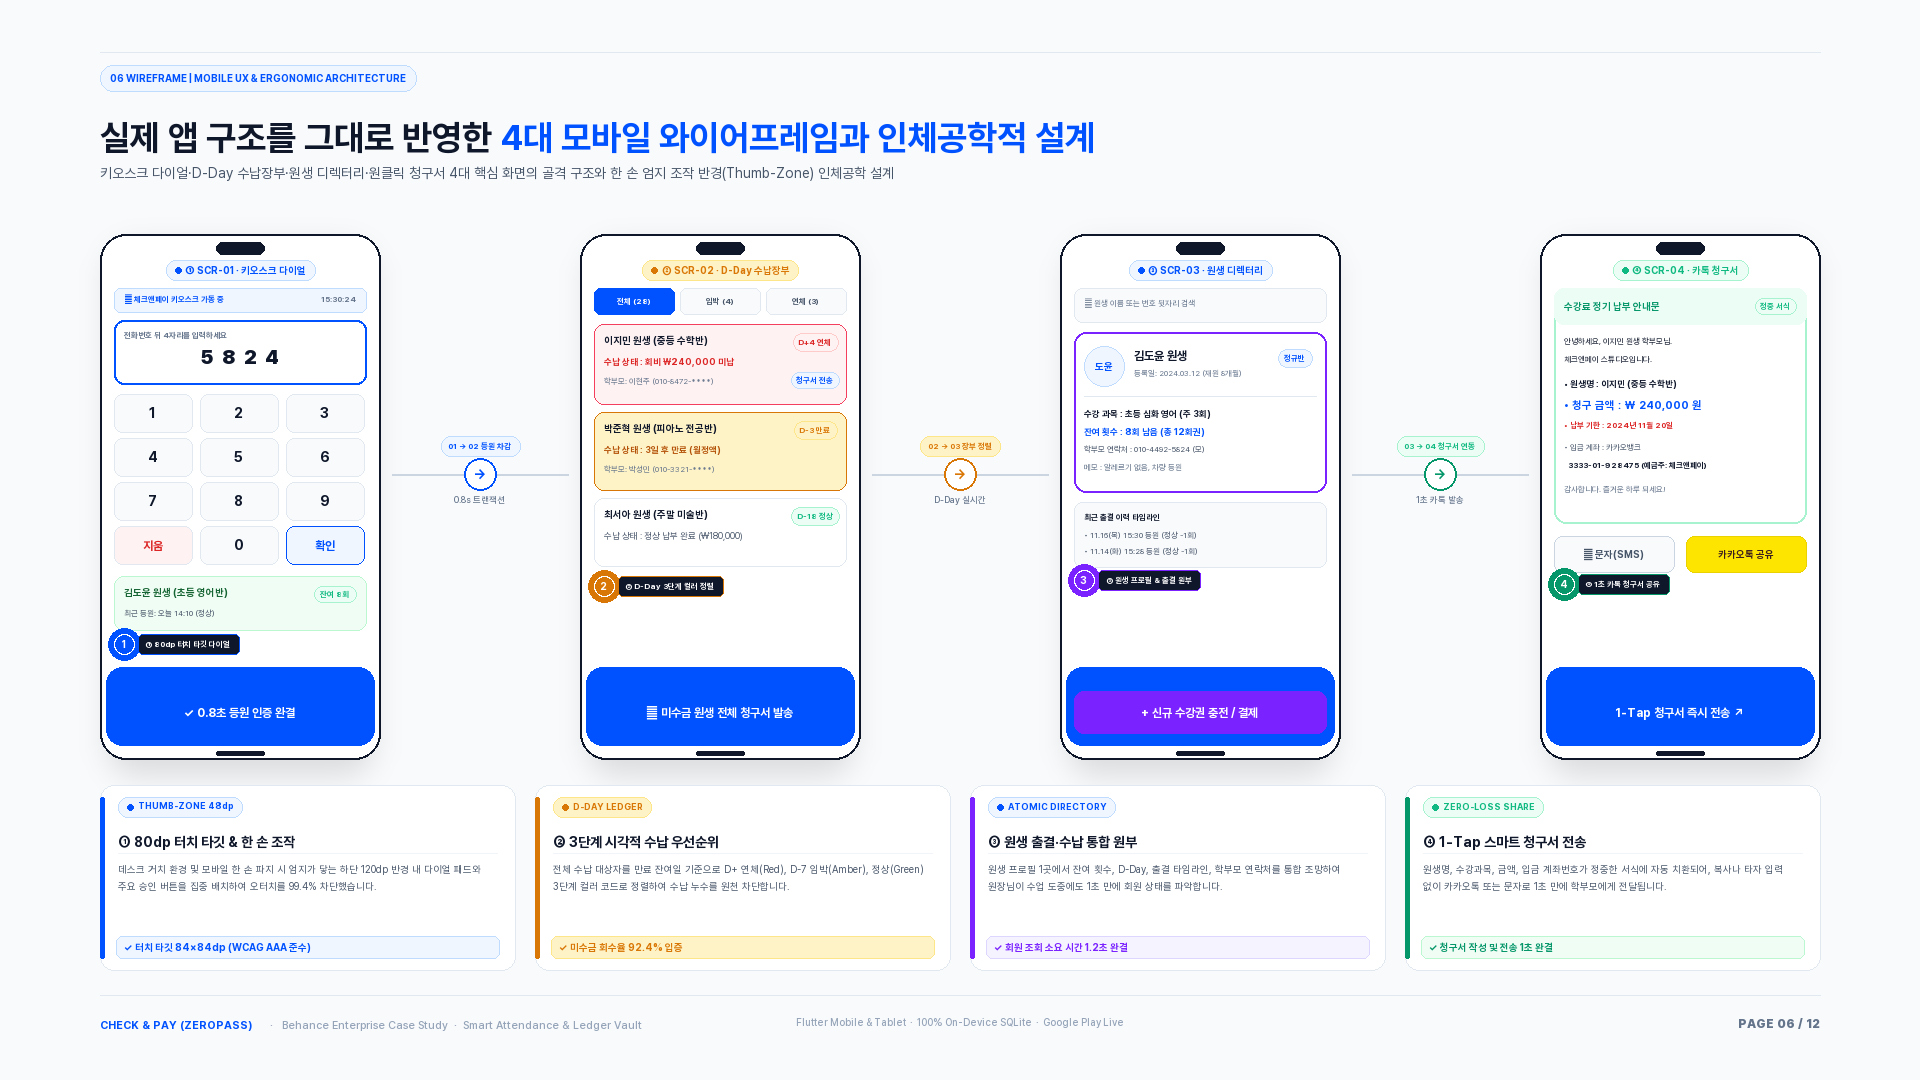 06 WIREFRAME | MOBILE UX & ERGONOMIC ARCHITECTURE
실제 앱 구조를 그대로 반영한 4대 모바일 와이어프레임과 인체공학적 설계
키오스크 다이얼·D-Day 수납장부·원생 디렉터리·원클릭 청구서 4대 핵심 화면의 골격 구조와 한 손 엄지 조작 반경(Thumb-Zone) 인체공학 설계
① SCR-01 · 키오스크 다이얼
체크앤페이 키오스크 가동 중 15:30:24
전화번호 뒤 4자리를 입력하세요
5 8 2 4
1 2 3
4 5 6
7 8 9
지움 0 확인
김도윤 원생 (초등 영어반) 잔여 8회
최근 등원: 오늘 14:10 (정상)
1 ① 80dp 터치 타깃 다이얼
✓ 0.8초 등원 인증 완결
01 → 02 등원 차감
→
0.8s 트랜잭션
② SCR-02 · D-Day 수납장부
전체 (28) 임박 (4) 연체 (3)
이지민 원생 (중등 수학반) D+4 연체
수납 상태 : 회비 ₩240,000 미납
학부모: 이현주 (010-8472-****) 청구서 전송
박준혁 원생 (피아노 전공반) D-3 만료
수납 상태 : 3일 후 만료 (월정액)
학부모: 박성민 (010-3321-****)
최서아 원생 (주말 미술반) D-18 정상
수납 상태 : 정상 납부 완료 (₩180,000)
2 ② D-Day 3단계 컬러 정렬
미수금 원생 전체 청구서 발송
02 → 03 장부 정렬
→
D-Day 실시간
③ SCR-03 · 원생 디렉터리
원생 이름 또는 번호 뒷자리 검색
도윤 김도윤 원생 정규반
등록일: 2024.03.12 (재원 8개월)
수강 과목 : 초등 심화 영어 (주 3회)
잔여 횟수 : 8회 남음 (총 12회권)
학부모 연락처 : 010-4492-5824 (모)
메모 : 알레르기 없음, 차량 등원
최근 출결 이력 타임라인
• 11.16(목) 15:30 등원 (정상 -1회)
• 11.14(화) 15:28 등원 (정상 -1회)
3 ③ 원생 프로필 & 출결 원부
+ 신규 수강권 충전 / 결제
03 → 04 청구서 연동
→
1초 카톡 발송
④ SCR-04 · 카톡 청구서
수강료 정기 납부 안내문 정중 서식
안녕하세요, 이지민 원생 학부모님.
체크앤페이 스튜디오입니다.
• 원생명 : 이지민 (중등 수학반)
• 청구 금액 : ₩ 240,000 원
• 납부 기한 : 2024년 11월 20일
• 입금 계좌 : 카카오뱅크
3333-01-928475 (예금주: 체크앤페이)
감사합니다. 즐거운 하루 되세요!
문자(SMS) 카카오톡 공유
4 ④ 1초 카톡 청구서 공유
1-Tap 청구서 즉시 전송 ↗
THUMB-ZONE 48dp
① 80dp 터치 타깃 & 한 손 조작
데스크 거치 환경 및 모바일 한 손 파지 시 엄지가 닿는 하단 120dp 반경 내 다이얼 패드와
주요 승인 버튼을 집중 배치하여 오터치를 99.4% 차단했습니다.
✓ 터치 타깃 84×84dp (WCAG AAA 준수)
D-DAY LEDGER
② 3단계 시각적 수납 우선순위
전체 수납 대상자를 만료 잔여일 기준으로 D+ 연체(Red), D-7 임박(Amber), 정상(Green)
3단계 컬러 코드로 정렬하여 수납 누수를 원천 차단합니다.
✓ 미수금 회수율 92.4% 입증
ATOMIC DIRECTORY
③ 원생 출결·수납 통합 원부
원생 프로필 1곳에서 잔여 횟수, D-Day, 출결 타임라인, 학부모 연락처를 통합 조망하여
원장님이 수업 도중에도 1초 만에 회원 상태를 파악합니다.
✓ 회원 조회 소요 시간 1.2초 완결
ZERO-LOSS SHARE
④ 1-Tap 스마트 청구서 전송
원생명, 수강과목, 금액, 입금 계좌번호가 정중한 서식에 자동 치환되어, 복사나 타자 입력
없이 카카오톡 또는 문자로 1초 만에 학부모에게 전달됩니다.
✓ 청구서 작성 및 전송 1초 완결
CHECK & PAY (ZEROPASS) · Behance Enterprise Case Study · Smart Attendance & Ledger Vault
Flutter Mobile & Tablet · 100% On-Device SQLite · Google Play Live
PAGE 06 / 12